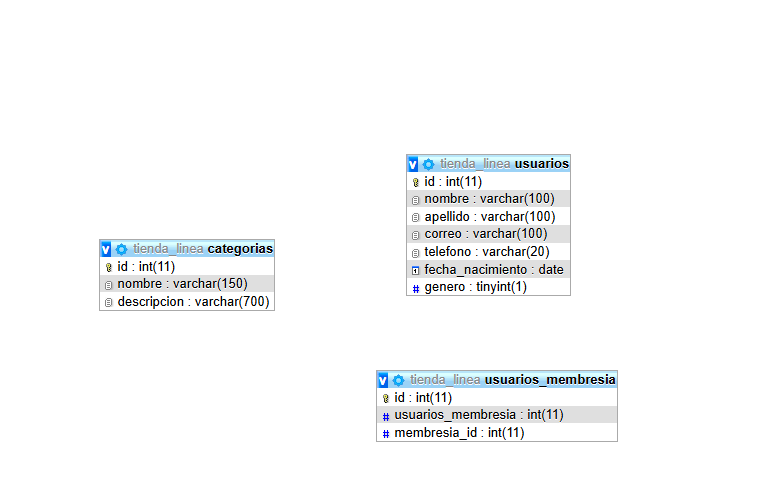 tienda_linea usuarios
id : int(11)
nombre : varchar(100)
apellido : varchar(100)
correo : varchar(100)
telefono : varchar(20)
fecha_nacimiento : date
genero : tinyint(1)
tienda_linea categorias
id : int(11)
nombre : varchar(150)
descripcion : varchar(700)
tienda_linea usuarios_membresia
id : int(11)
usuarios_membresia : int(11)
membresia_id : int(11)